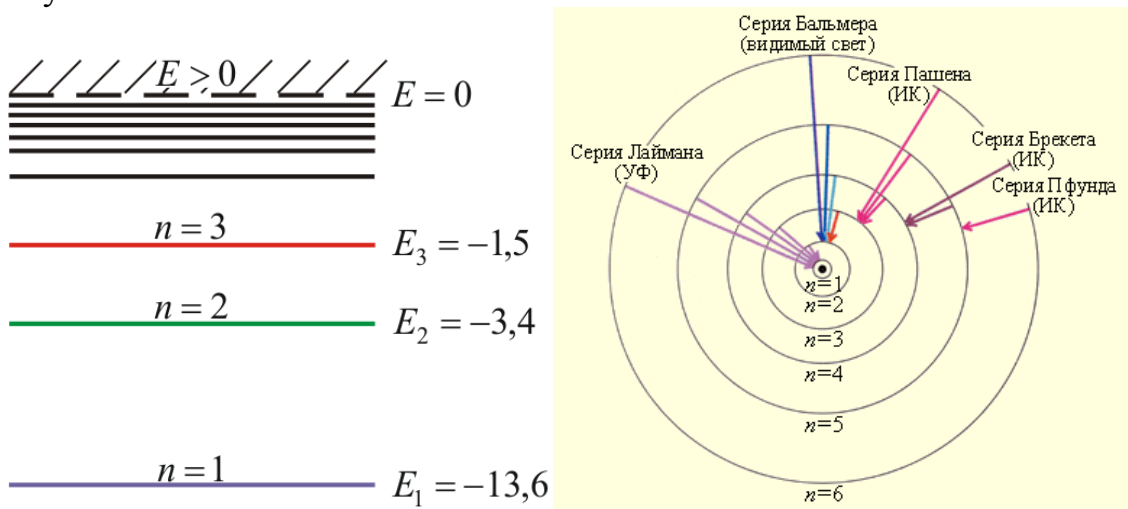 E > 0
E = 0
n = 3
E₃ = −1,5
n = 2
E₂ = −3,4
n = 1
E₁ = −13,6
Серия Бальмера
(видимый свет)
Серия Пашена
(ИК)
Серия Брекета
(ИК)
Серия Пфунда
(ИК)
Серия Лаймана
(УФ)
n=1
n=2
n=3
n=4
n=5
n=6